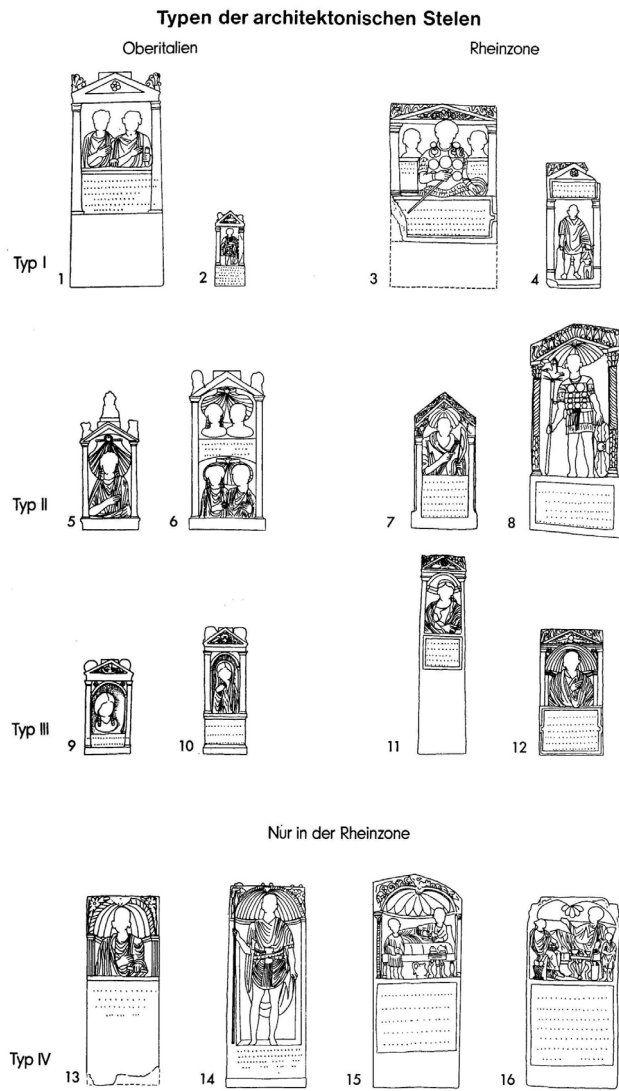 Typen der architektonischen Stelen
Oberitalien Rheinzone
Typ I 1 2 3 4
Typ II 5 6 7 8
Typ III 9 10 11 12
Nur in der Rheinzone
Typ IV 13 14 15 16